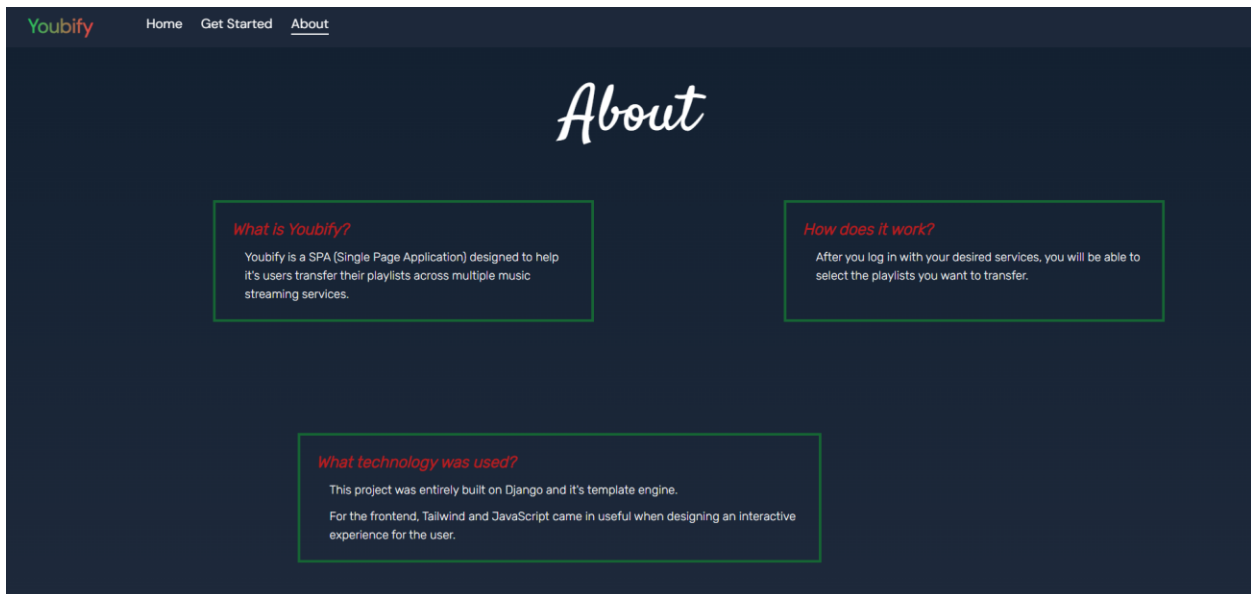 Youbify Home Get Started About
About
What is Youbify?
Youbify is a SPA (Single Page Application) designed to help
it's users transfer their playlists across multiple music
streaming services.
How does it work?
After you log in with your desired services, you will be able to
select the playlists you want to transfer.
What technology was used?
This project was entirely built on Django and it's template engine.
For the frontend, Tailwind and JavaScript came in useful when designing an interactive
experience for the user.